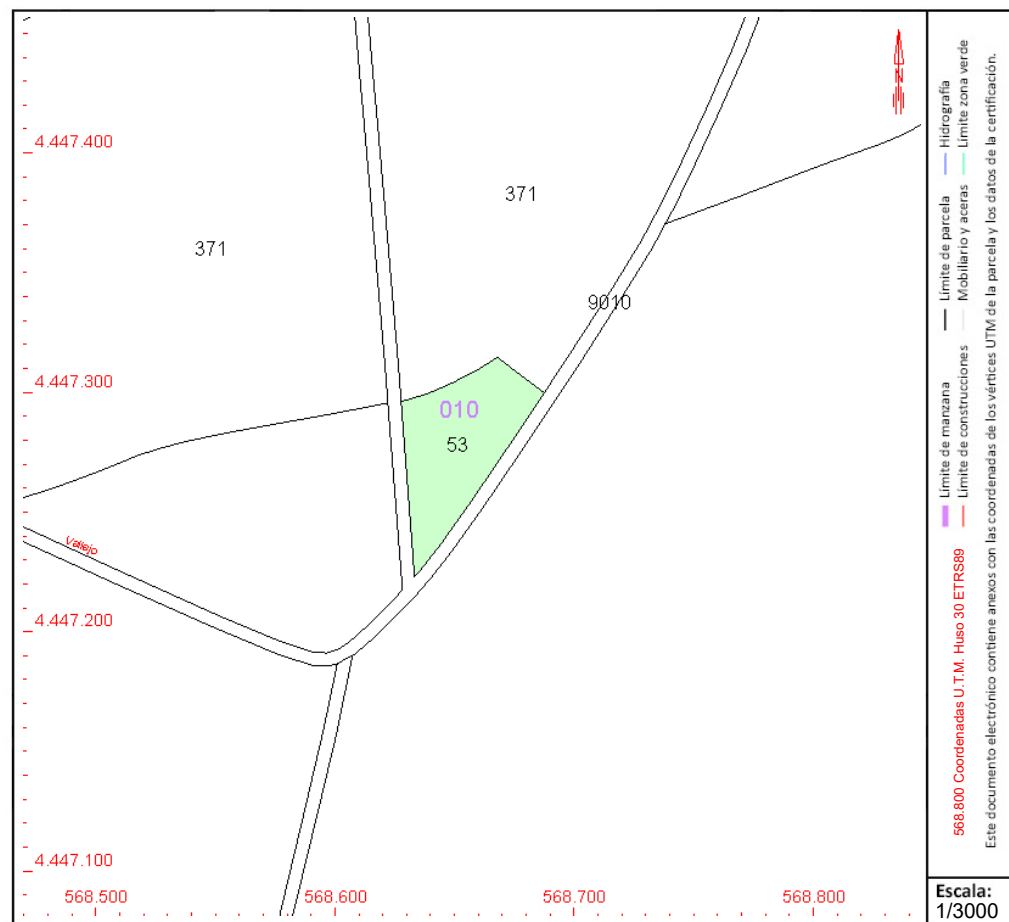 4.447.400
371
371
9010
4.447.300
010
53
Vallejo
4.447.200
4.447.100
568.500
568.600
568.700
568.800
N
Límite de manzana
Límite de parcela
Hidrografía
Límite de construcciones
Mobiliario y aceras
Límite zona verde
568.800 Coordenadas U.T.M. Huso 30 ETRS89
Este documento electrónico contiene anexos con las coordenadas de los vértices UTM de la parcela y los datos de la certificación.
Escala:
1/3000